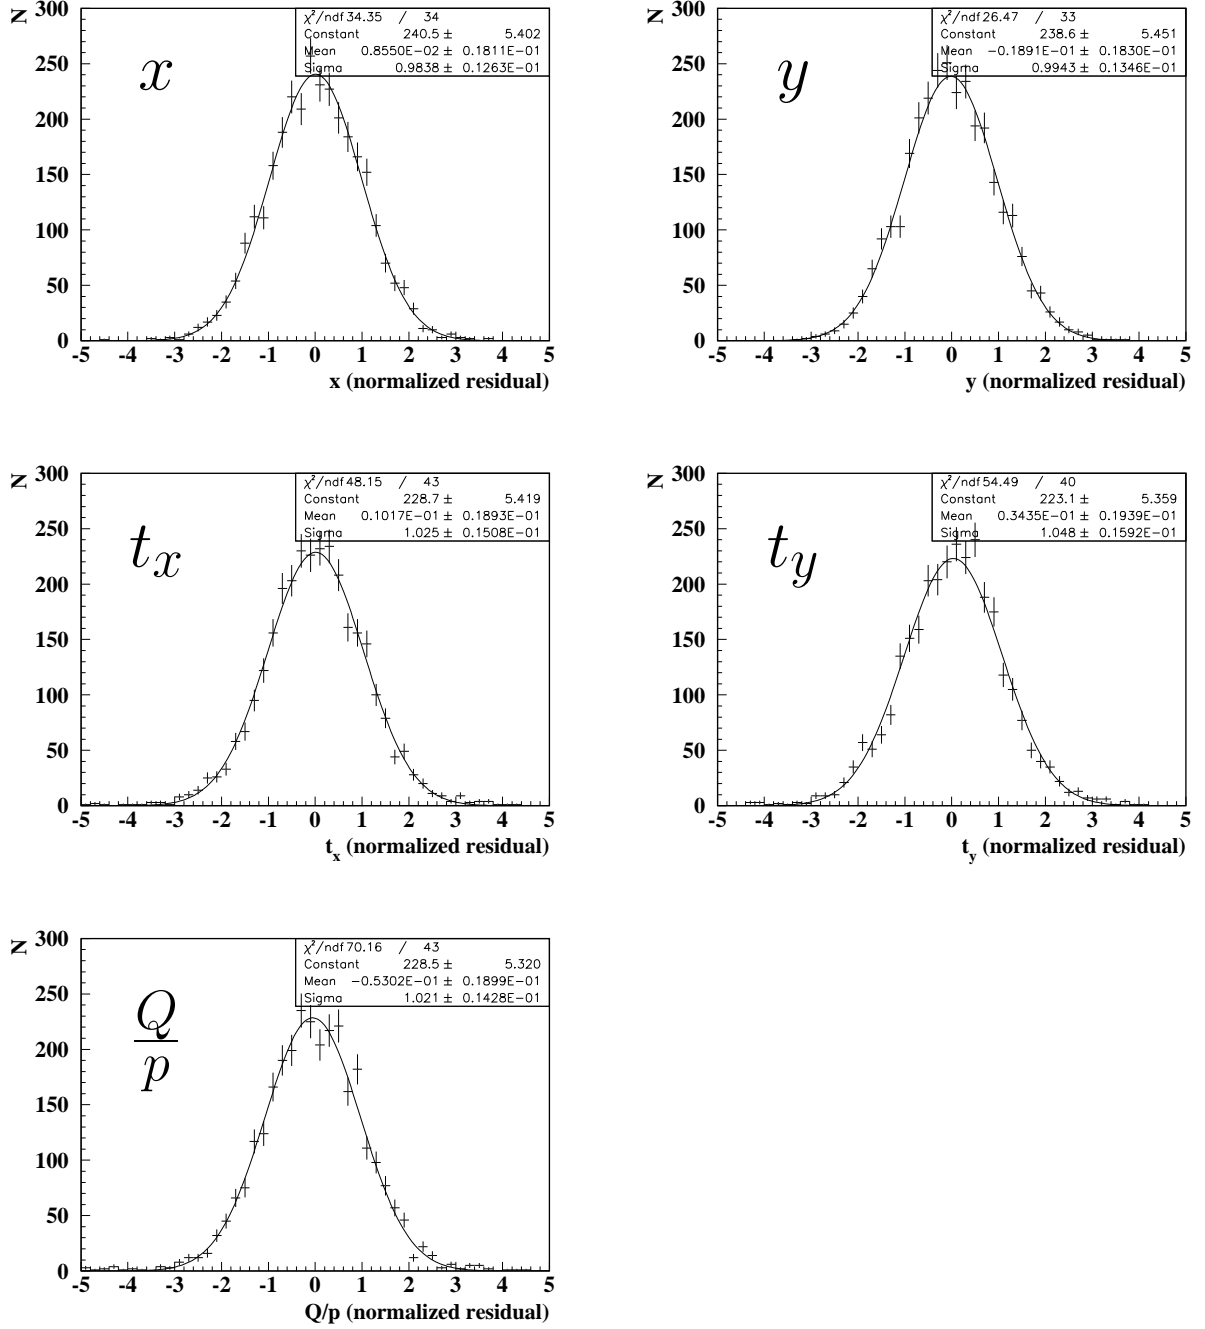 N
300
250
200
150
100
50
0
x
χ²/ndf 34.35 / 34
Constant 240.5 ± 5.402
Mean 0.8550E−02 ± 0.1811E−01
Sigma 0.9838 ± 0.1263E−01
-5 -4 -3 -2 -1 0 1 2 3 4 5
x (normalized residual)
N
300
250
200
150
100
50
0
y
χ²/ndf 26.47 / 33
Constant 238.6 ± 5.451
Mean −0.1891E−01 ± 0.1830E−01
Sigma 0.9943 ± 0.1346E−01
-5 -4 -3 -2 -1 0 1 2 3 4 5
y (normalized residual)
N
300
250
200
150
100
50
0
t_x
χ²/ndf 48.15 / 43
Constant 228.7 ± 5.419
Mean 0.1017E−01 ± 0.1893E−01
Sigma 1.025 ± 0.1508E−01
-5 -4 -3 -2 -1 0 1 2 3 4 5
t_x (normalized residual)
N
300
250
200
150
100
50
0
t_y
χ²/ndf 54.49 / 40
Constant 223.1 ± 5.359
Mean 0.3435E−01 ± 0.1939E−01
Sigma 1.048 ± 0.1592E−01
-5 -4 -3 -2 -1 0 1 2 3 4 5
t_y (normalized residual)
N
300
250
200
150
100
50
0
Q
p
χ²/ndf 70.16 / 43
Constant 228.5 ± 5.320
Mean −0.5302E−01 ± 0.1899E−01
Sigma 1.021 ± 0.1428E−01
-5 -4 -3 -2 -1 0 1 2 3 4 5
Q/p (normalized residual)